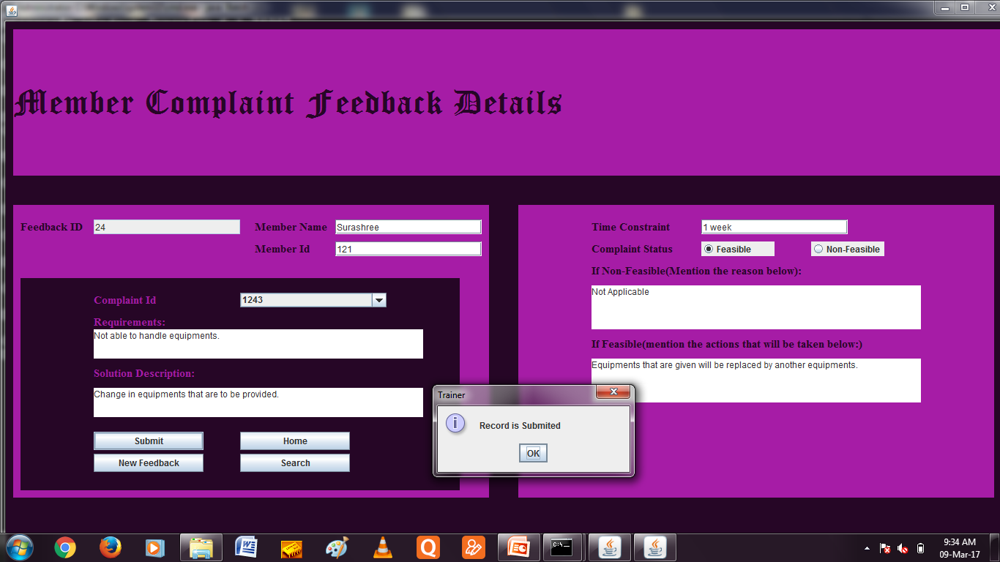 Member Complaint Feedback Details
Feedback ID 24 Member Name Surashree
Member Id 121
Complaint Id 1243
Requirements:
Not able to handle equipments.
Solution Description:
Change in equipments that are to be provided.
Submit Home
New Feedback Search
Time Constraint 1 week
Complaint Status Feasible Non-Feasible
If Non-Feasible(Mention the reason below):
Not Applicable
If Feasible(mention the actions that will be taken below:)
Equipments that are given will be replaced by another equipments.
Trainer
Record is Submited
OK
9:34 AM
09-Mar-17